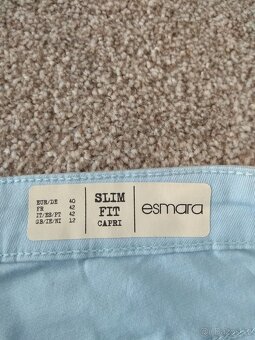 EUR/DE 40
FR 42
IT/ES/PT 42
GB/IE/NI 12
SLIM
FIT
CAPRI
esmara